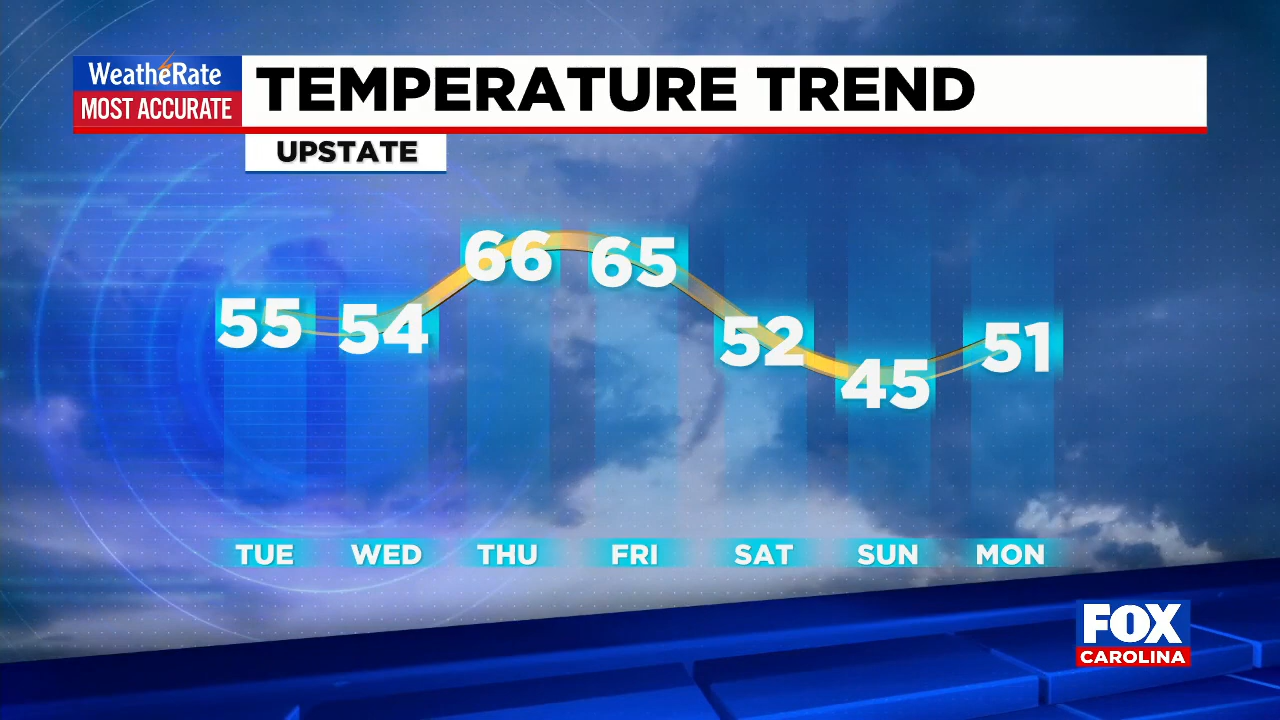 WeatheRate
MOST ACCURATE
TEMPERATURE TREND
UPSTATE
55 54 66 65 52 45 51
TUE WED THU FRI SAT SUN MON
FOX
CAROLINA